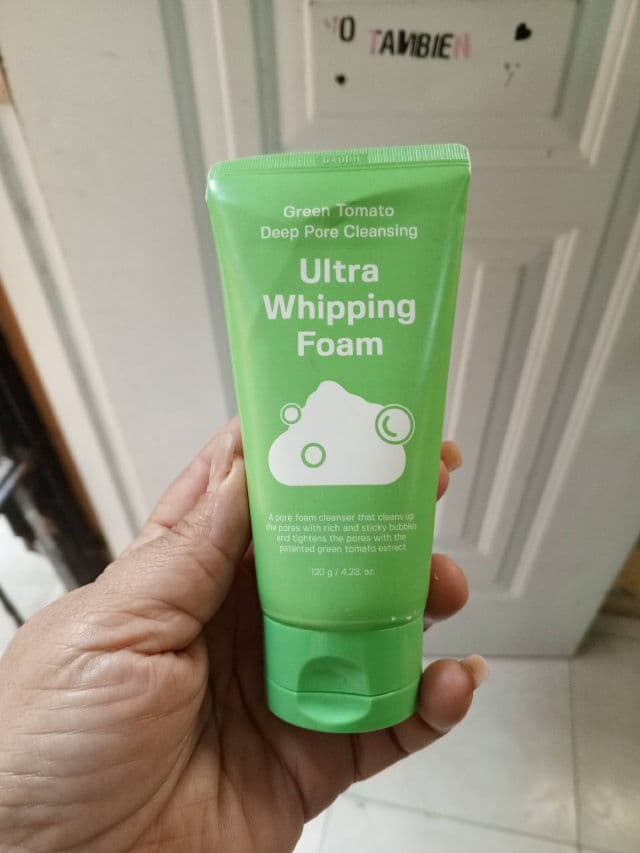 YO TAMBIEN
Green Tomato
Deep Pore Cleansing
Ultra
Whipping
Foam
A pore foam cleanser that cleans up
the pores with rich and sticky bubbles
and tightens the pores with the
patented green tomato extract
120 g / 4.23. oz.